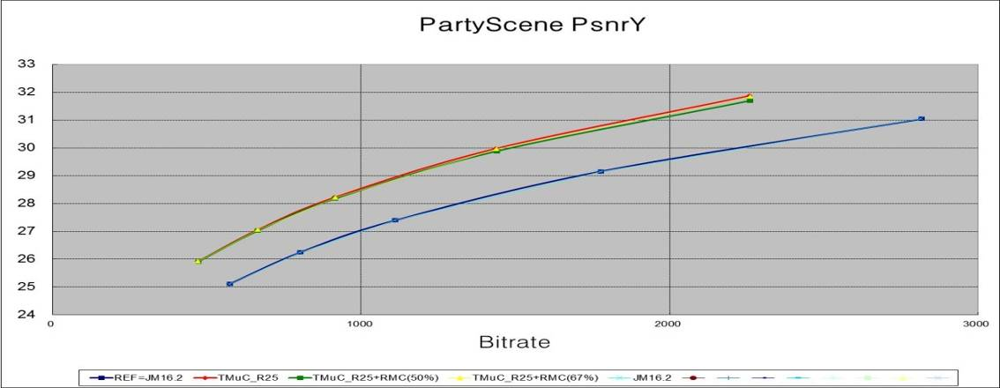 PartyScene PsnrY
33
32
31
30
29
28
27
26
25
24
0 1000 2000 3000
Bitrate
REF=JM16.2 TMuC_R25 TMuC_R25+RMC(50%) TMuC_R25+RMC(67%) JM16.2